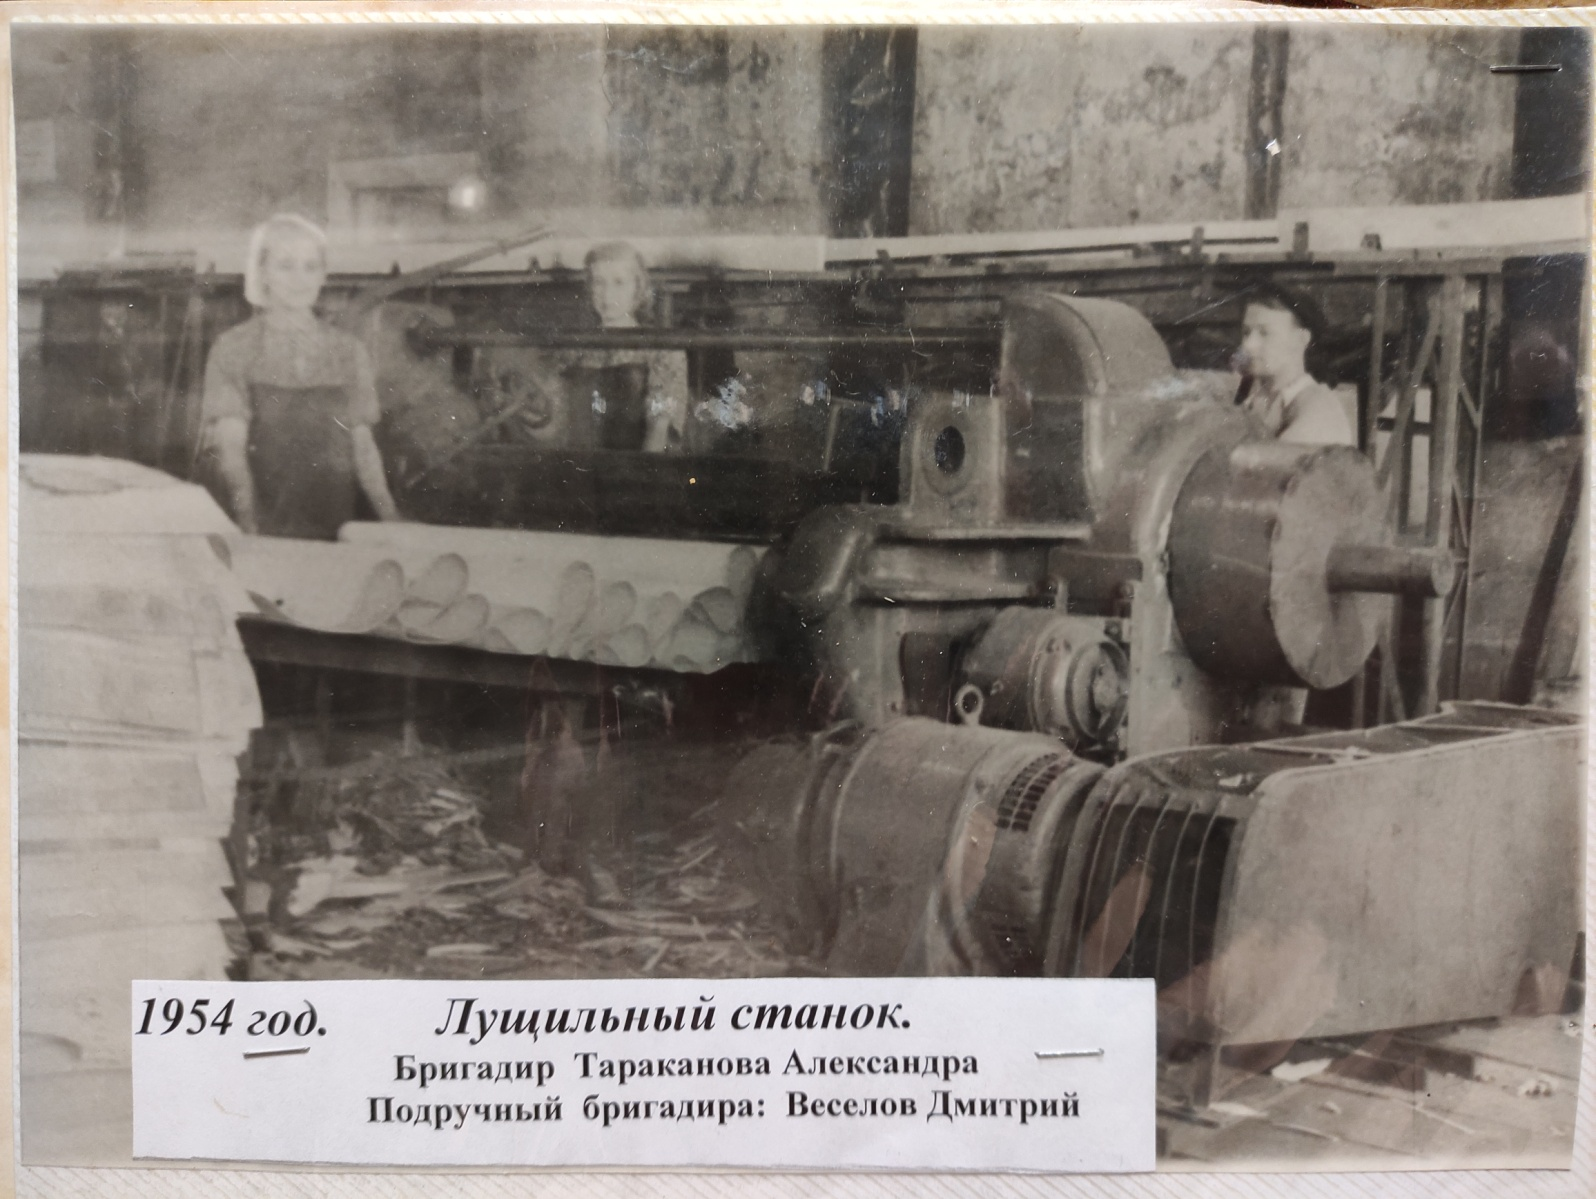 1954 год. Лущильный станок.
Бригадир Тараканова Александра
Подручный бригадира: Веселов Дмитрий